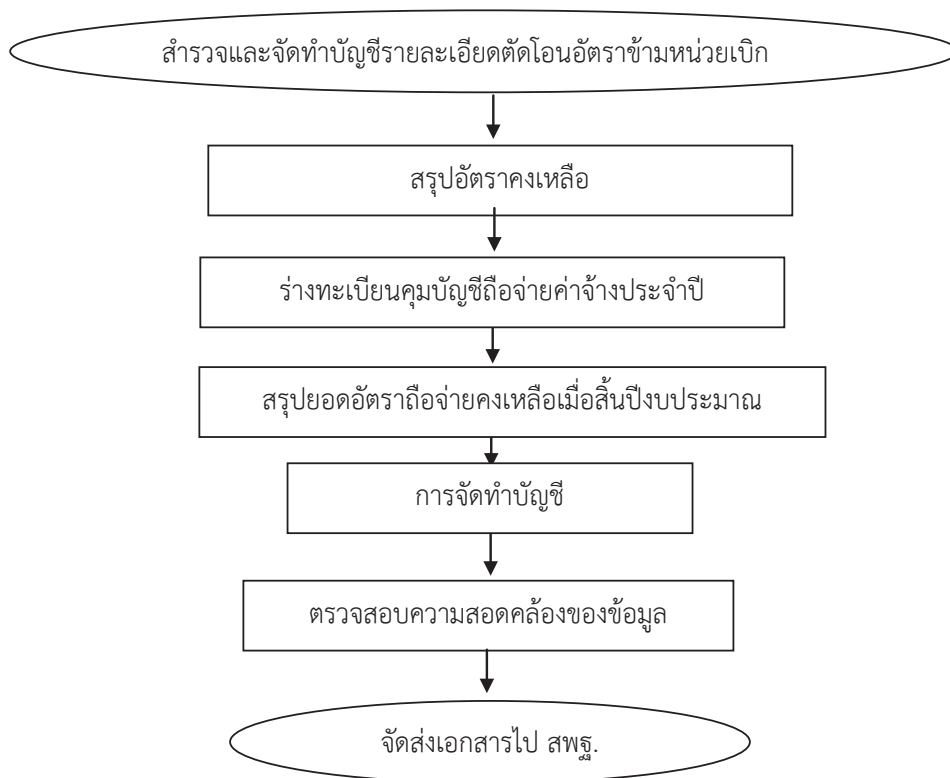 สำรวจและจัดทำบัญชีรายละเอียดตัดโอนอัตราข้ามหน่วยเบิก
สรุปอัตราคงเหลือ
ร่างทะเบียนคุมบัญชีถือจ่ายค่าจ้างประจำปี
สรุปยอดอัตราถือจ่ายคงเหลือเมื่อสิ้นปีงบประมาณ
การจัดทำบัญชี
ตรวจสอบความสอดคล้องของข้อมูล
จัดส่งเอกสารไป สพฐ.